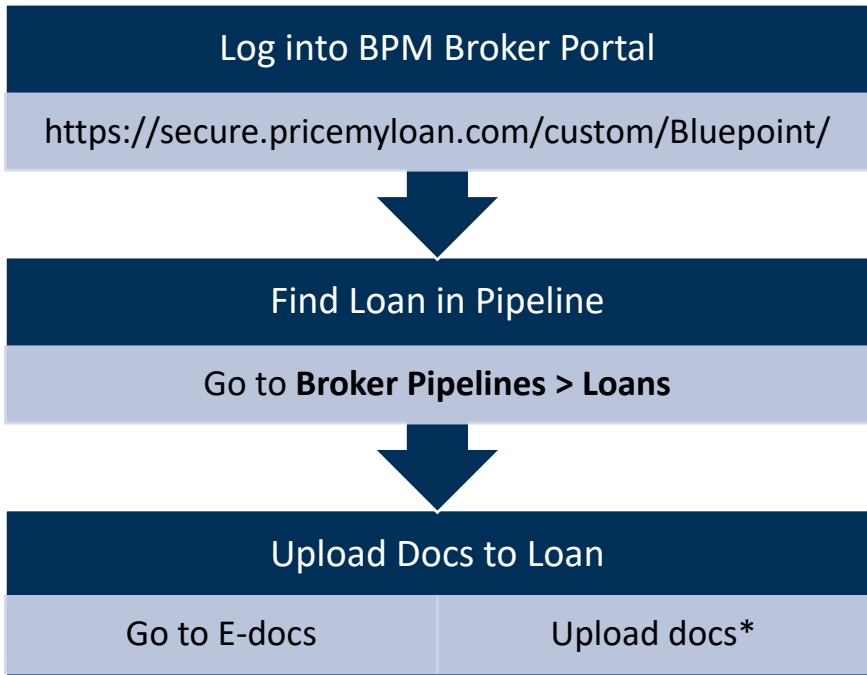 Log into BPM Broker Portal
https://secure.pricemyloan.com/custom/Bluepoint/
Find Loan in Pipeline
Go to Broker Pipelines > Loans
Upload Docs to Loan
Go to E-docs
Upload docs*